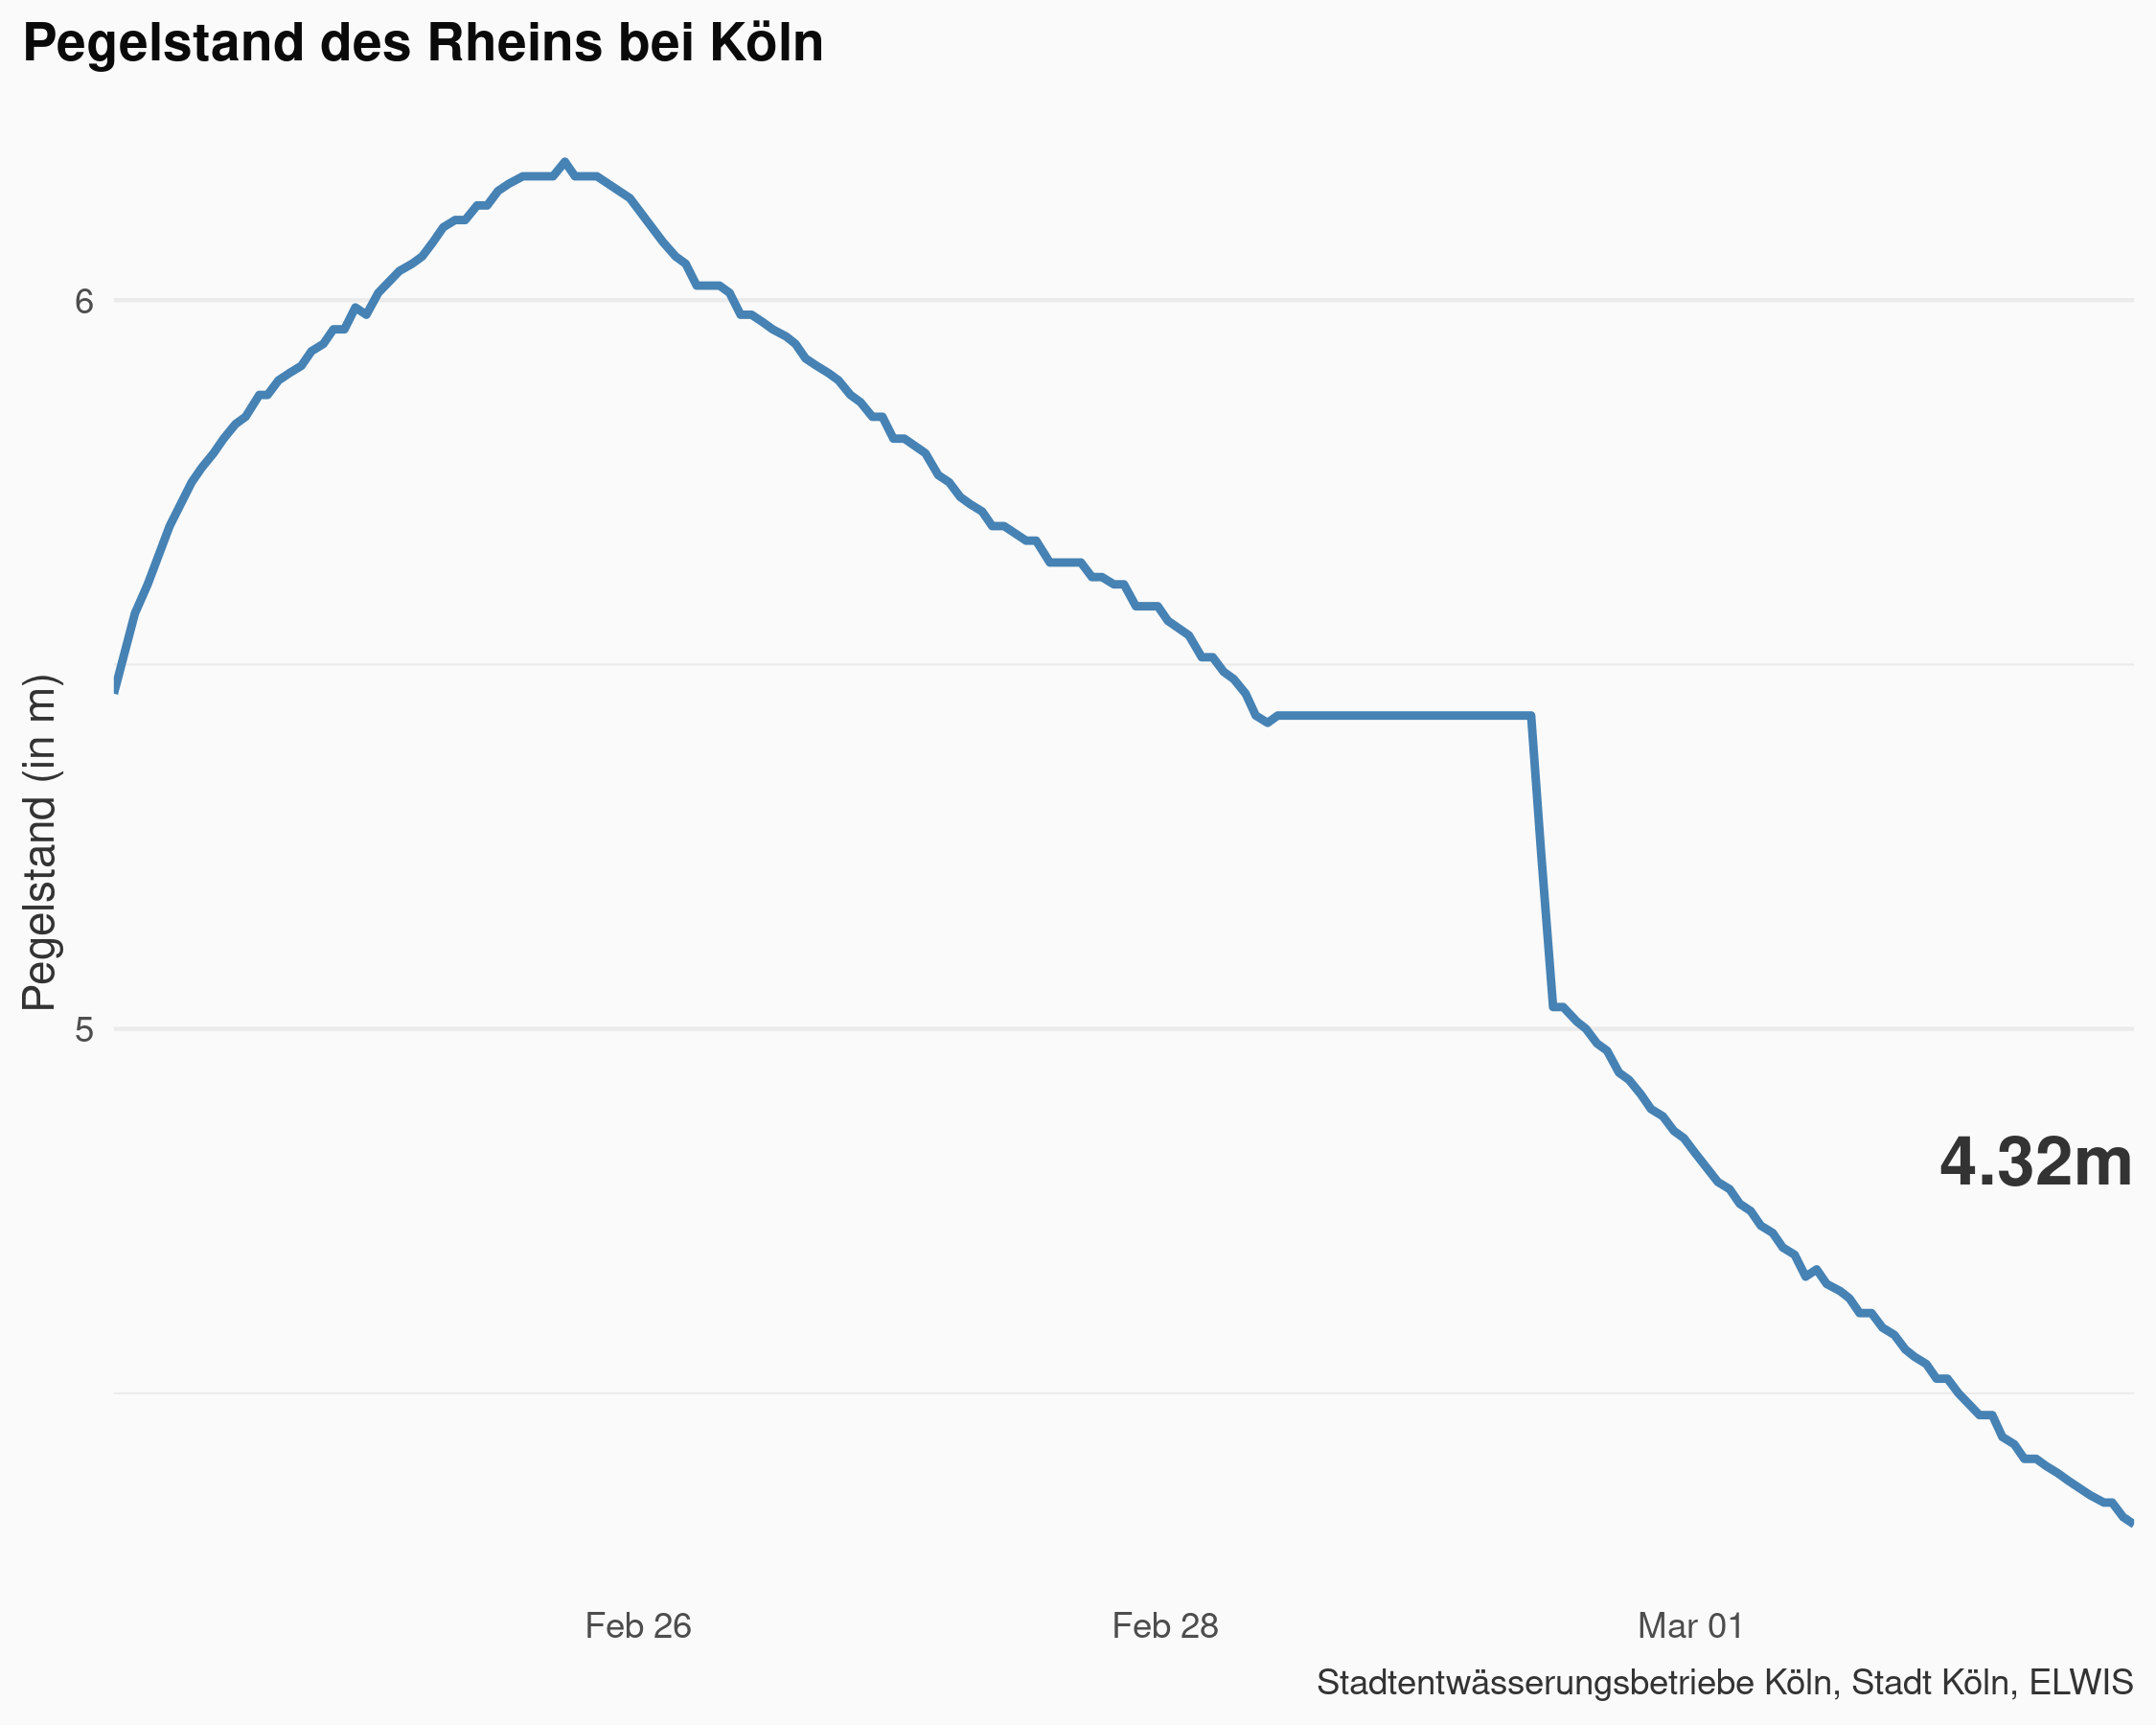 Pegelstand des Rheins bei Köln
Pegelstand (in m)
6
5
4.32m
Feb 26
Feb 28
Mar 01
Stadtentwässerungsbetriebe Köln, Stadt Köln, ELWIS